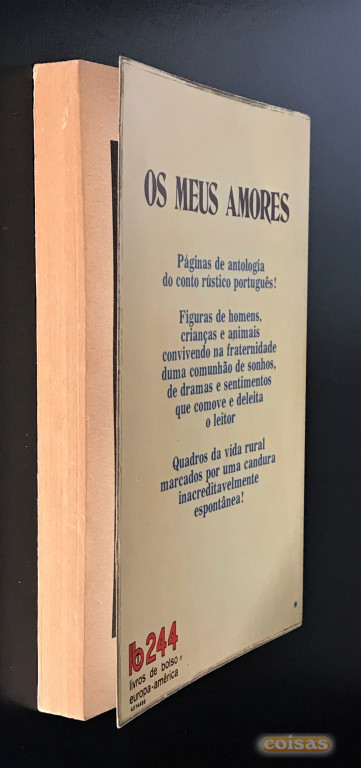 OS MEUS AMORES
Páginas de antologia
do conto rústico português!
Figuras de homens,
crianças e animais
convivendo na fraternidade
duma comunhão de sonhos,
de dramas e sentimentos
que comove e deleita
o leitor
Quadros da vida rural
marcados por uma candura
inacreditavelmente
espontânea!
lb 244
livros de bolso
europa-américa
coisas